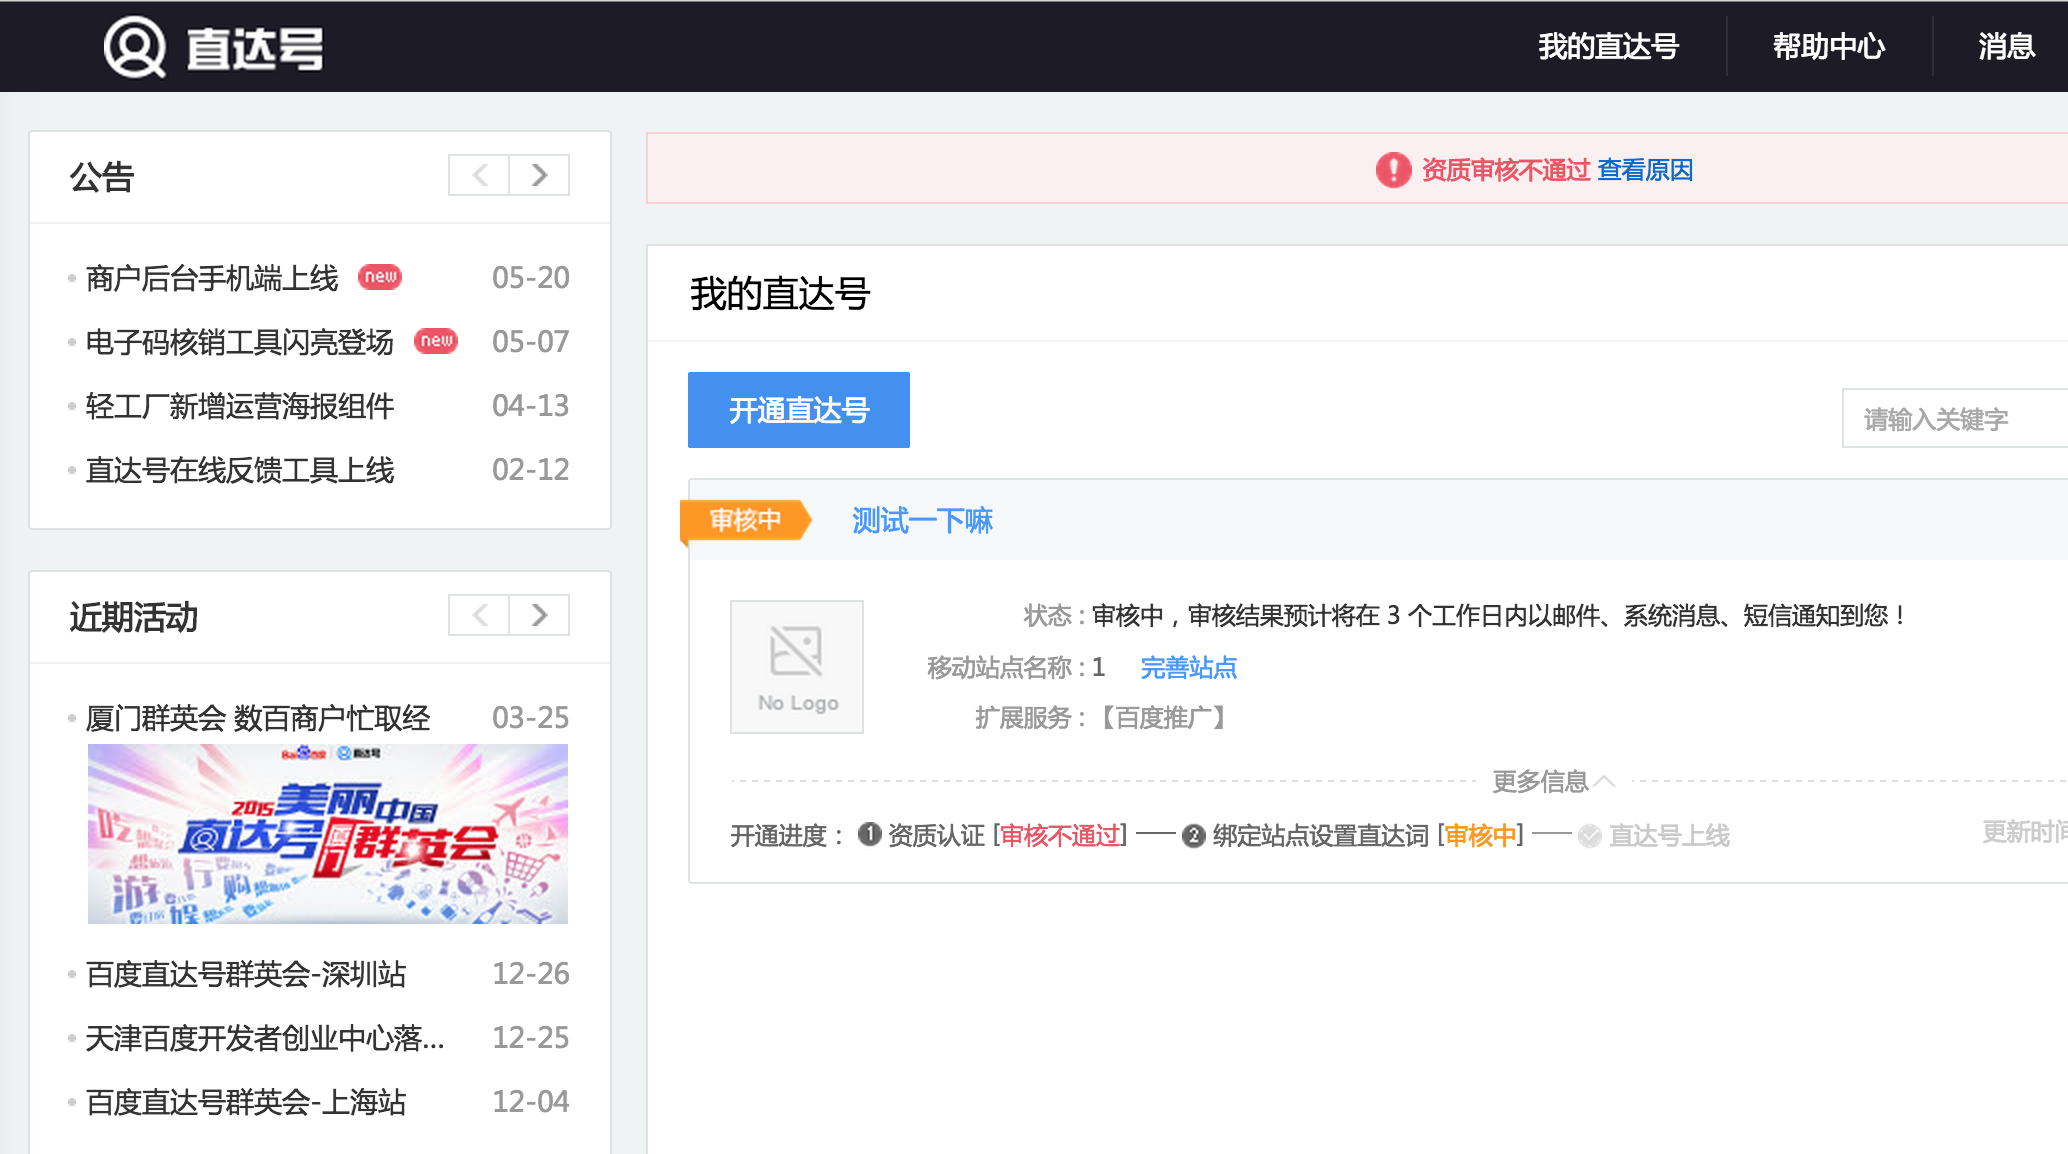 直达号
我的直达号 帮助中心 消息
公告
商户后台手机端上线 new 05-20
电子码核销工具闪亮登场 new 05-07
轻工厂新增运营海报组件 04-13
直达号在线反馈工具上线 02-12
近期活动
厦门群英会 数百商户忙取经 03-25
Bai百度 直达号
2015美丽中国
直达号厦门群英会
百度直达号群英会-深圳站 12-26
天津百度开发者创业中心落... 12-25
百度直达号群英会-上海站 12-04
资质审核不通过 查看原因
我的直达号
开通直达号
请输入关键字
审核中 测试一下嘛
No Logo
状态 : 审核中，审核结果预计将在 3 个工作日内以邮件、系统消息、短信通知到您！
移动站点名称 : 1 完善站点
扩展服务 : 【百度推广】
更多信息
开通进度： 1 资质认证 [审核不通过] 2 绑定站点设置直达词 [审核中] 直达号上线
更新时间